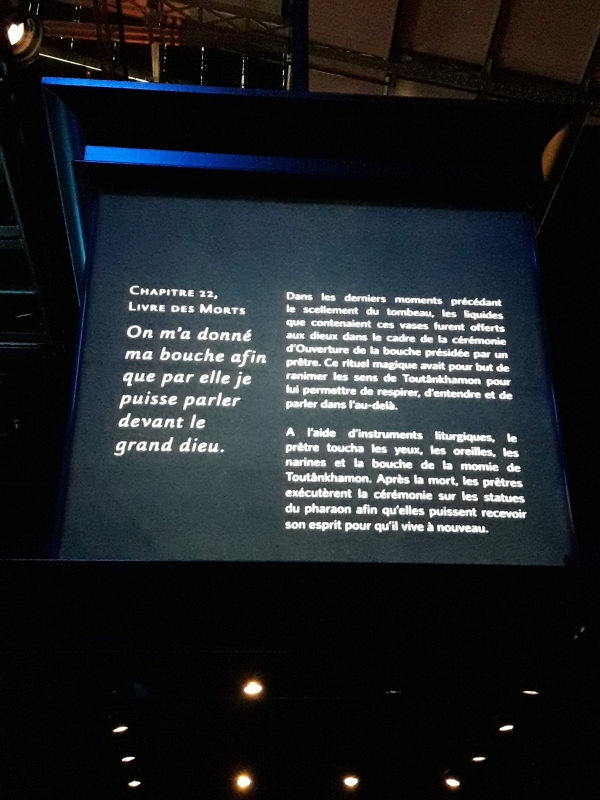 CHAPITRE 22,
LIVRE DES MORTS
On m'a donné
ma bouche afin
que par elle je
puisse parler
devant le
grand dieu.
Dans les derniers moments précédant
le scellement du tombeau, les liquides
que contenaient ces vases furent offerts
aux dieux dans le cadre de la cérémonie
d'Ouverture de la bouche présidée par un
prêtre. Ce rituel magique avait pour but de
ranimer les sens de Toutânkhamon pour
lui permettre de respirer, d'entendre et de
parler dans l'au-delà.
A l'aide d'instruments liturgiques, le
prêtre toucha les yeux, les oreilles, les
narines et la bouche de la momie de
Toutânkhamon. Après la mort, les prêtres
exécutèrent la cérémonie sur les statues
du pharaon afin qu'elles puissent recevoir
son esprit pour qu'il vive à nouveau.